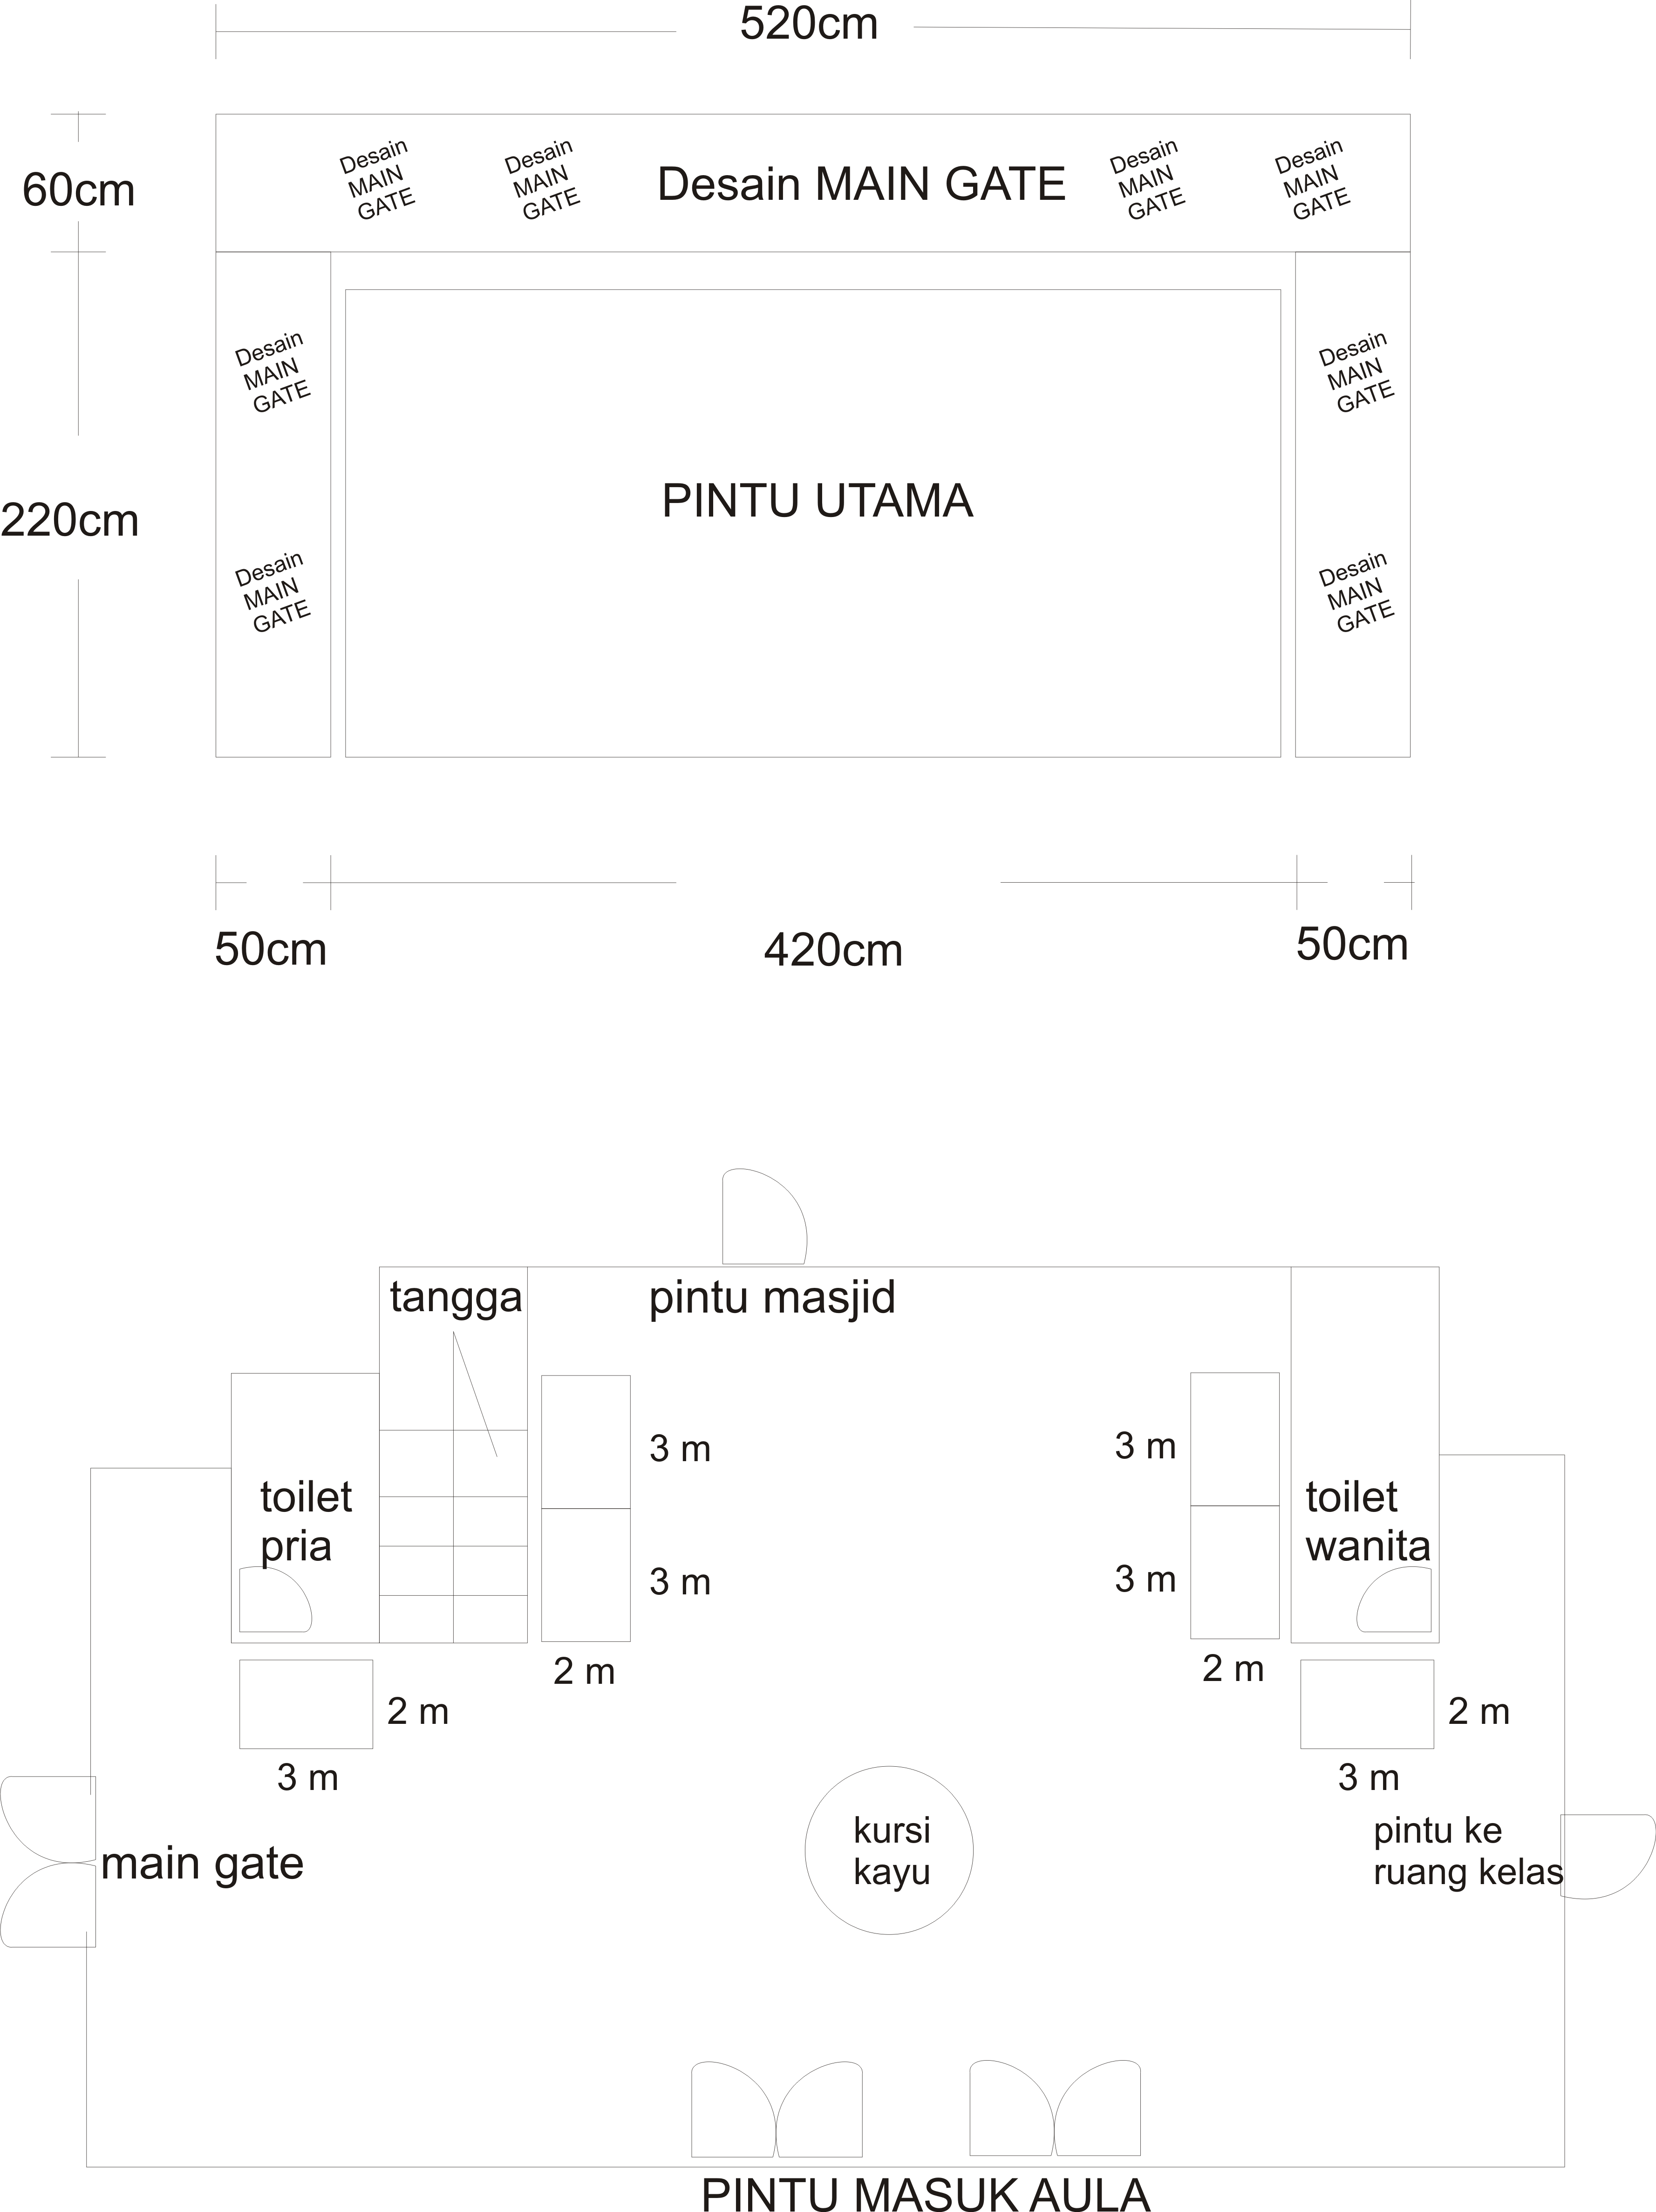 520cm
60cm
Desain
MAIN
GATE
Desain
MAIN
GATE
Desain MAIN GATE
Desain
MAIN
GATE
Desain
MAIN
GATE
Desain
MAIN
GATE
Desain
MAIN
GATE
220cm
PINTU UTAMA
Desain
MAIN
GATE
Desain
MAIN
GATE
50cm
420cm
50cm
tangga
pintu masjid
3 m
3 m
toilet
pria
toilet
wanita
3 m
3 m
2 m
2 m
2 m
2 m
3 m
3 m
main gate
kursi
kayu
pintu ke
ruang kelas
PINTU MASUK AULA